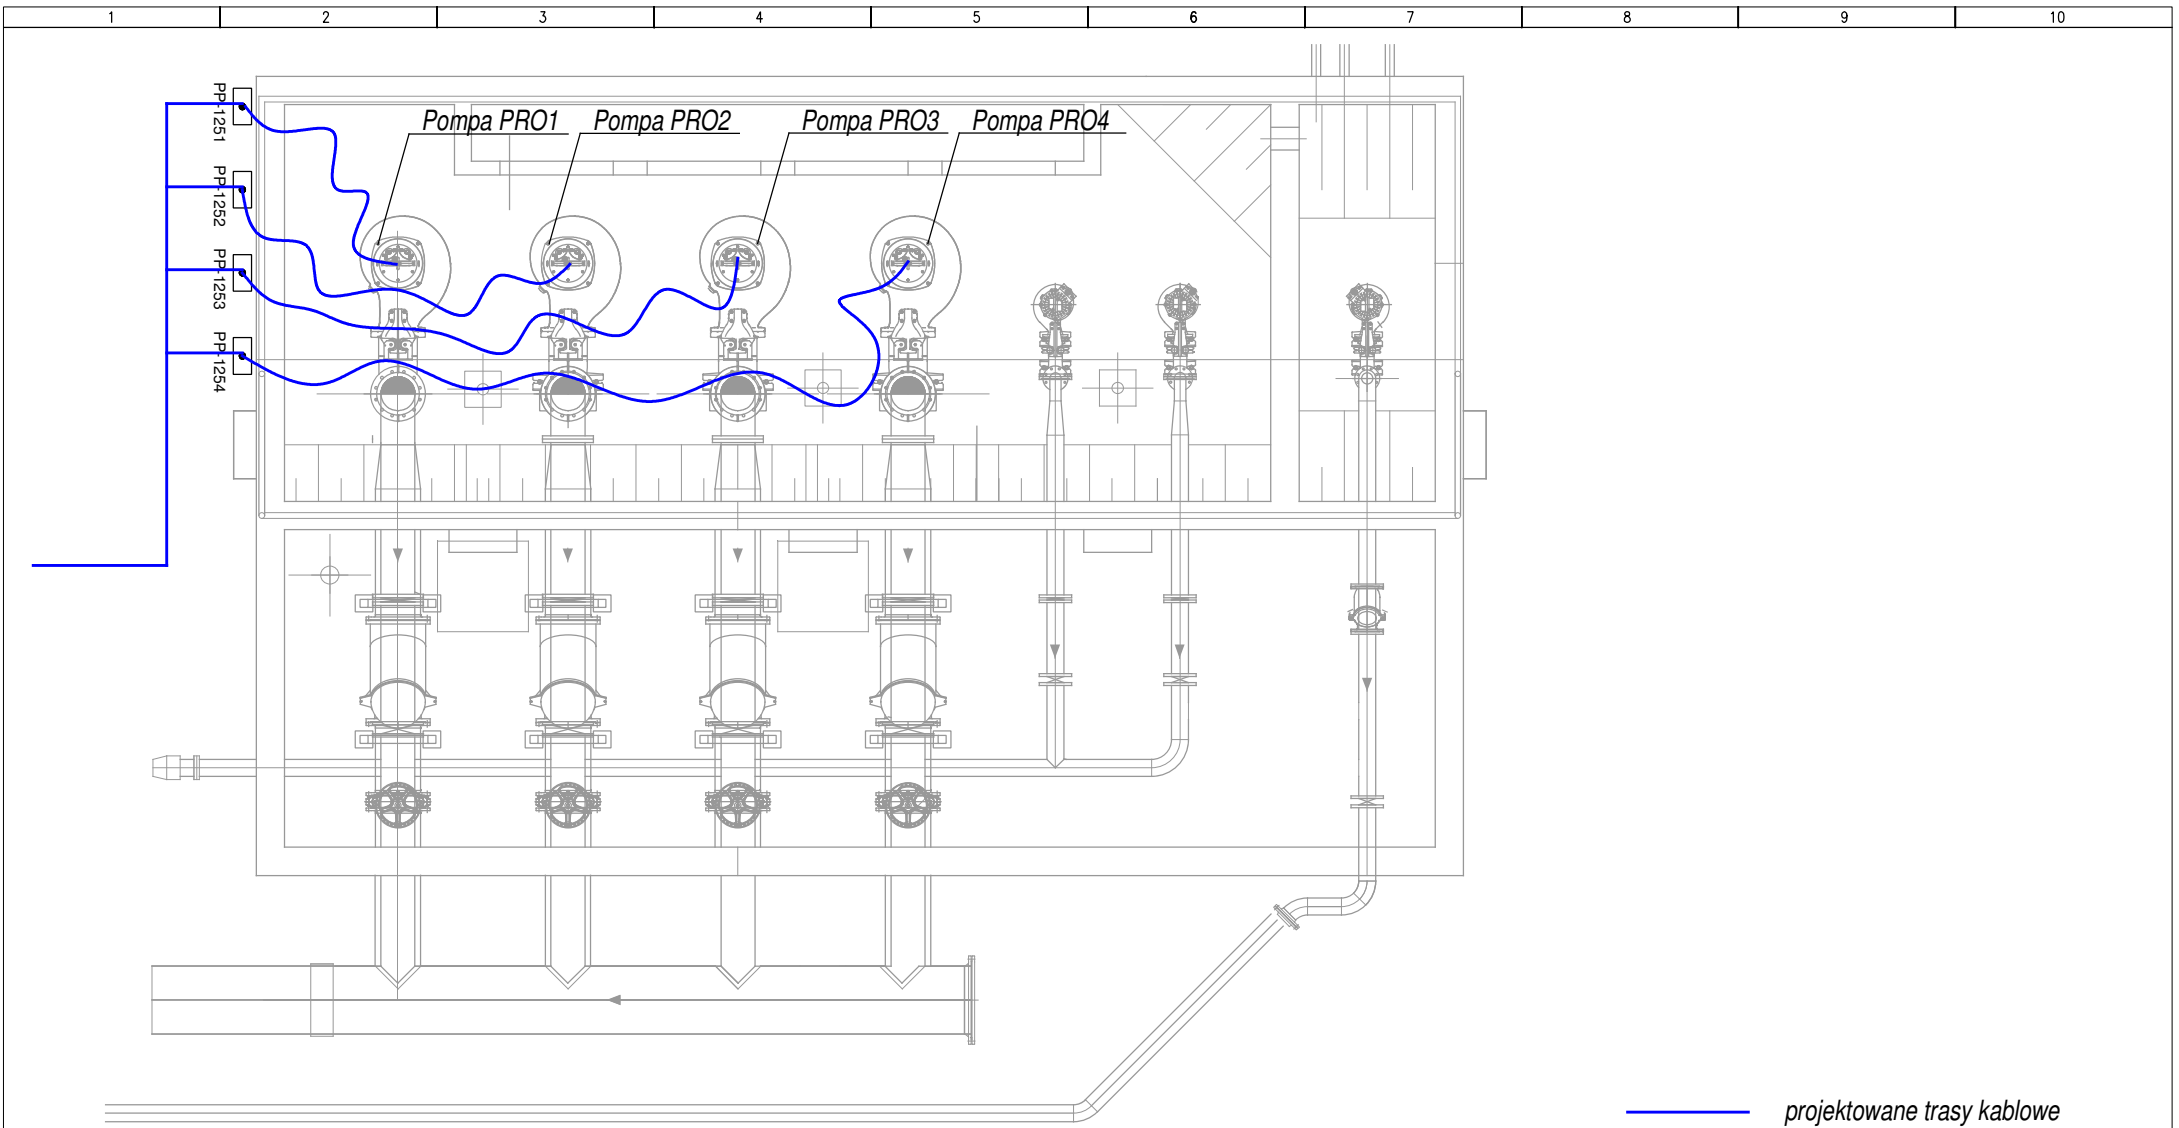 1 2 3 4 5 6 7 8 9 10
PP-1251
Pompa PRO1 Pompa PRO2 Pompa PRO3 Pompa PRO4
PP-1252
PP-1253
PP-1254
projektowane trasy kablowe